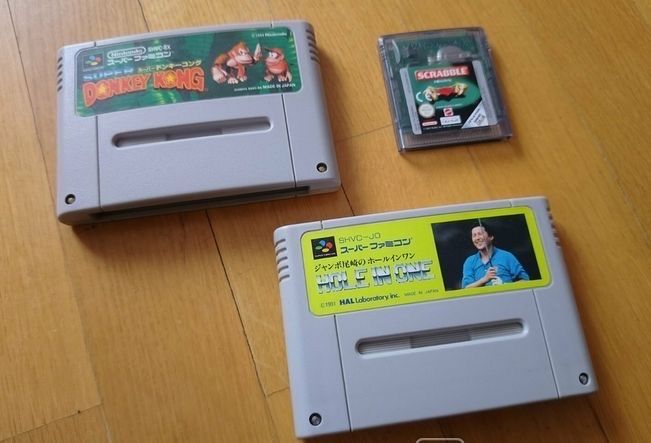 Nintendo SHVC-8X
スーパーファミコン
スーパードンキーコング
SUPER
DONKEY KONG
©1994 Nintendo
MADE IN JAPAN
SCRABBLE
SHVC-JO
スーパーファミコン
ジャンボ尾崎のホールインワン
HOLE IN ONE
©1991 HAL Laboratory, Inc. MADE IN JAPAN